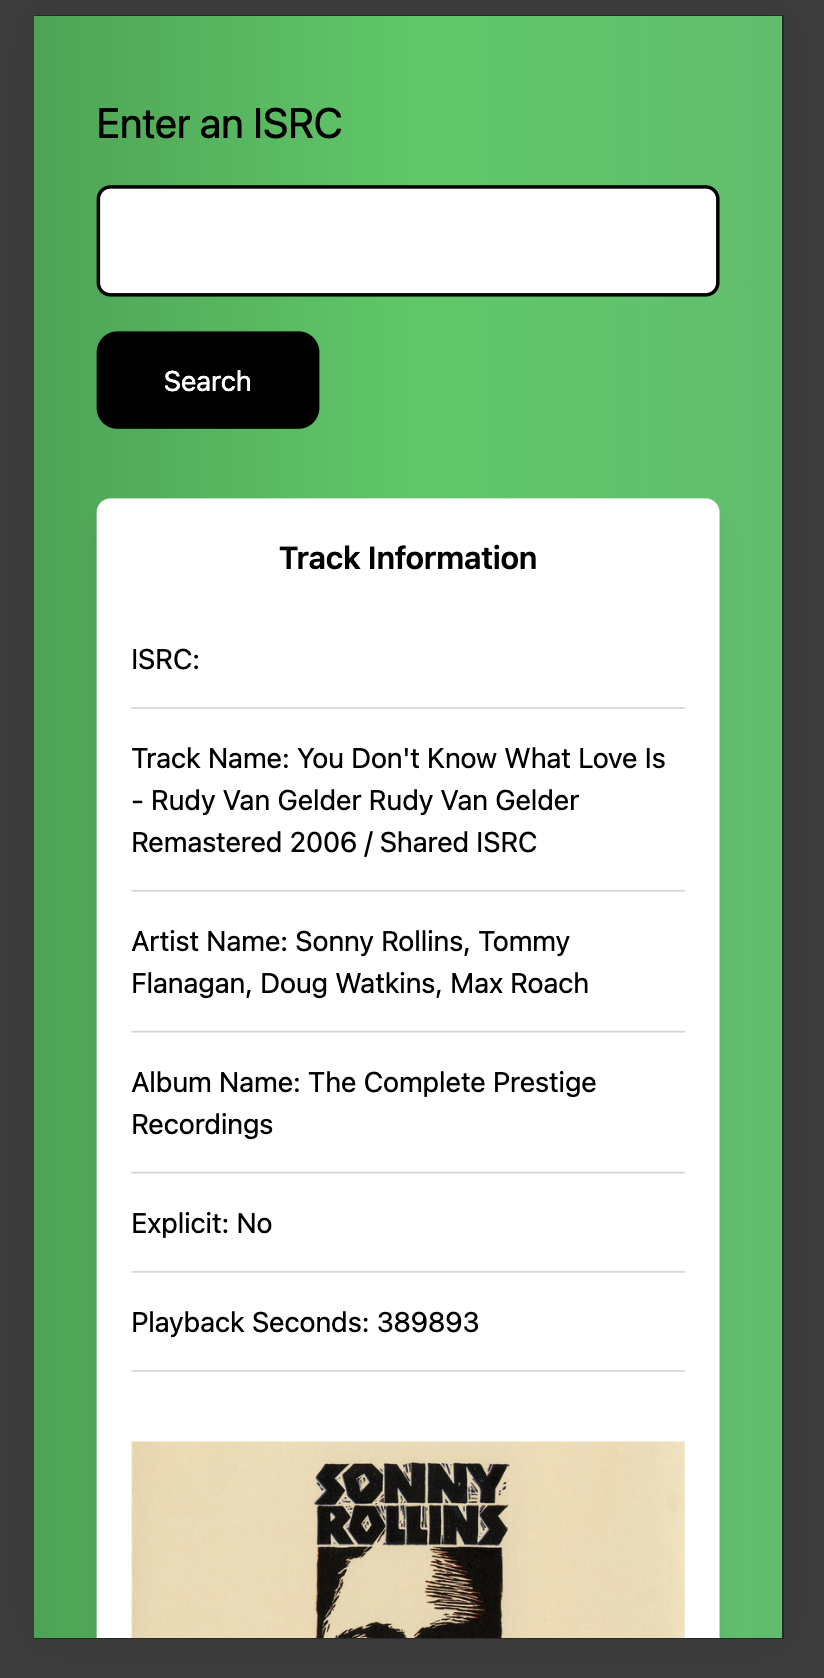 Enter an ISRC
Search
Track Information
ISRC:
Track Name: You Don't Know What Love Is
- Rudy Van Gelder Rudy Van Gelder
Remastered 2006 / Shared ISRC
Artist Name: Sonny Rollins, Tommy
Flanagan, Doug Watkins, Max Roach
Album Name: The Complete Prestige
Recordings
Explicit: No
Playback Seconds: 389893
SONNY
ROLLINS